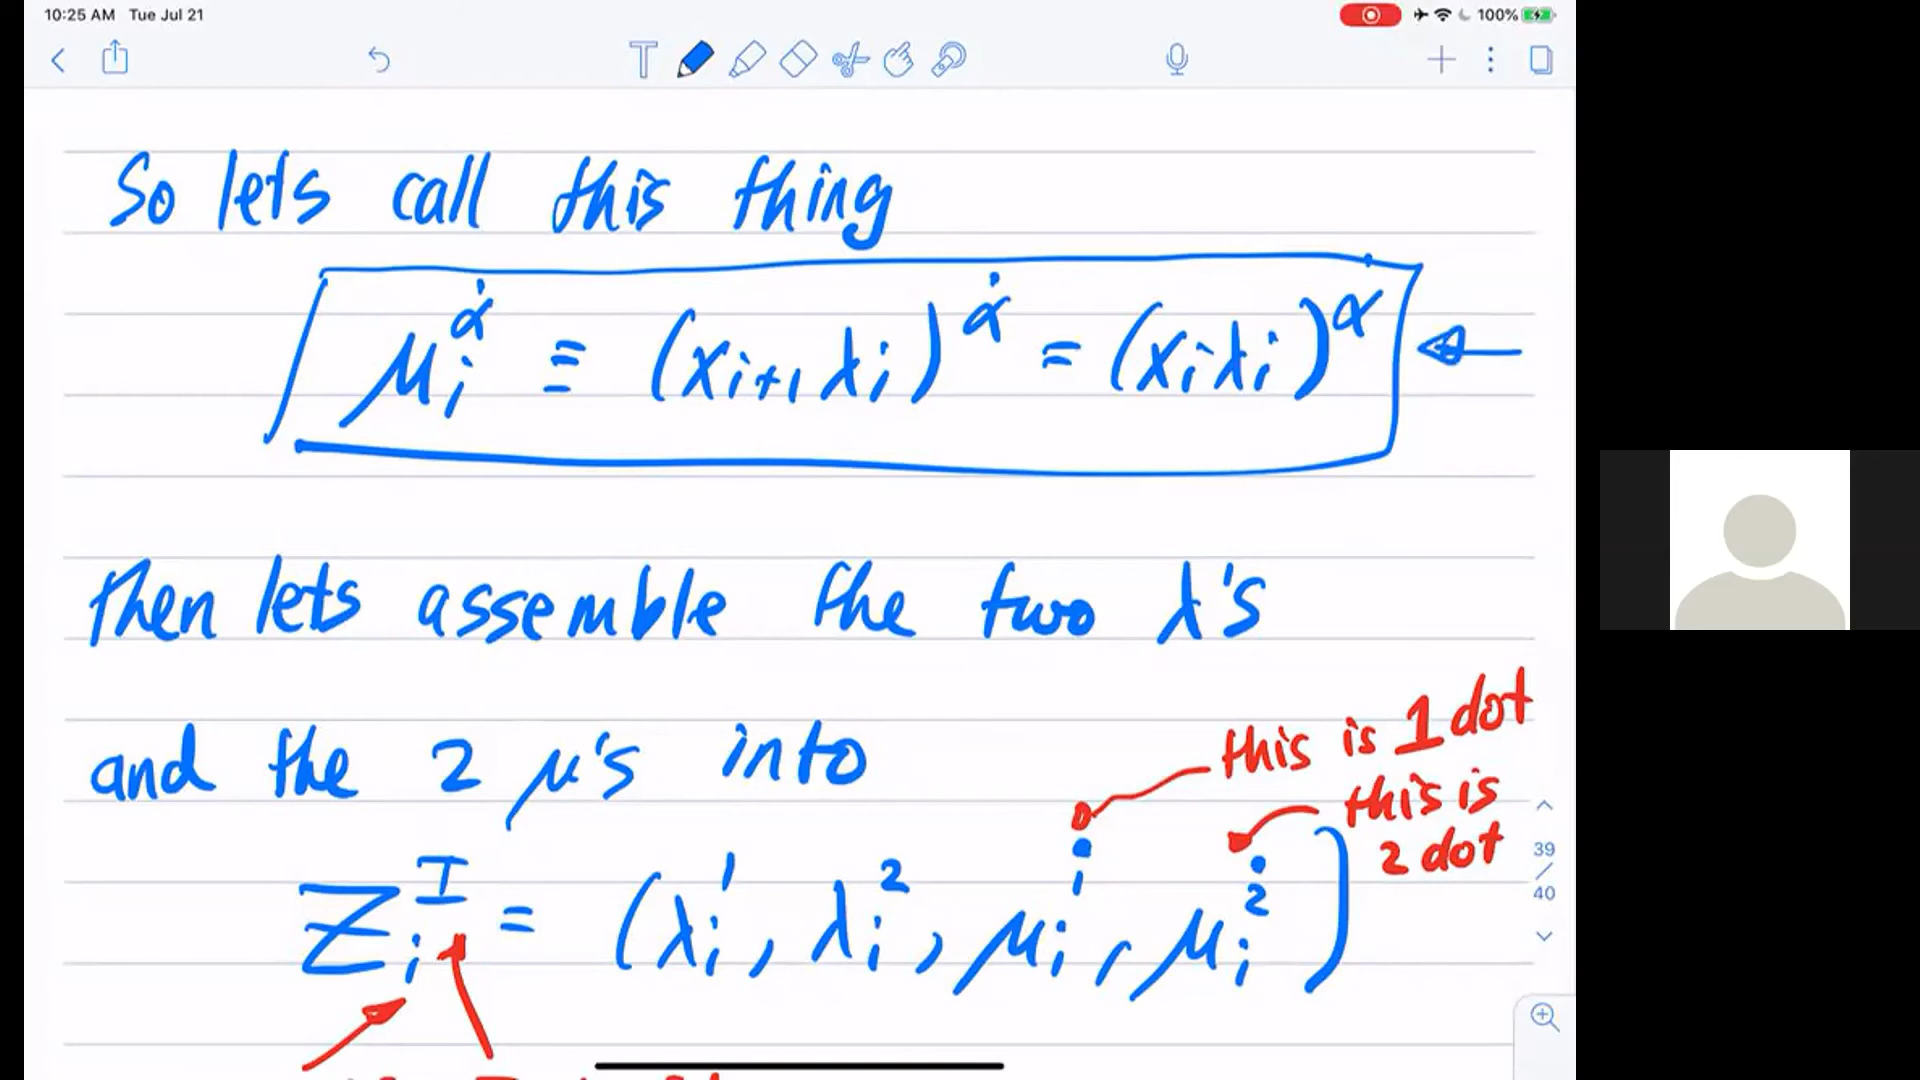 10:25 AM Tue Jul 21
100%
So lets call this thing
μ_i^α̇ ≡ (x_{i+1} λ_i)^α̇ = (x_i λ_i)^α̇
then lets assemble the two λ's
and the 2 μ's into
this is 1 dot
this is
2 dot
Z_i^I = (λ_i^1, λ_i^2, μ_i^1̇, μ_i^2̇)
39
/
40